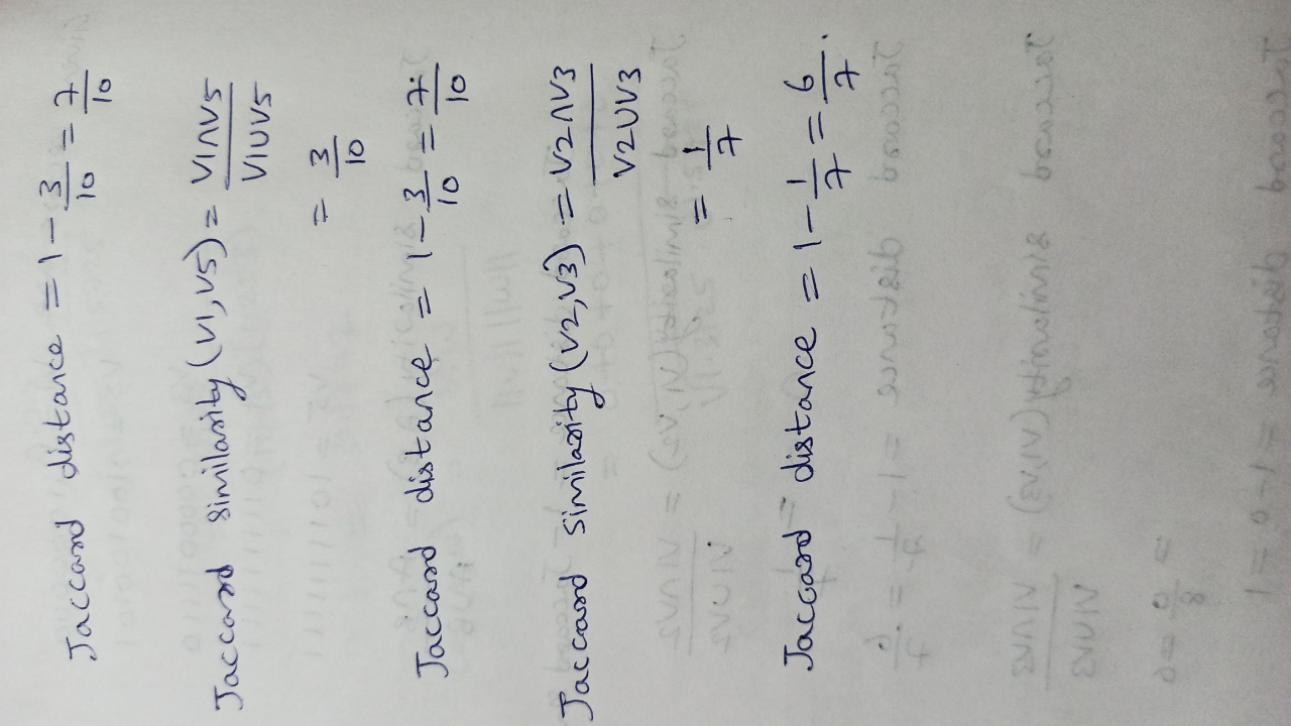 Jaccard distance = 1 - 3/10 = 7/10
Jaccard similarity (V1, V5) = V1∩V5 / V1∪V5
= 3/10
Jaccard distance = 1 - 3/10 = 7/10
Jaccard similarity (V2, V3) = V2∩V3 / V2∪V3
= 1/7
Jaccard distance = 1 - 1/7 = 6/7.